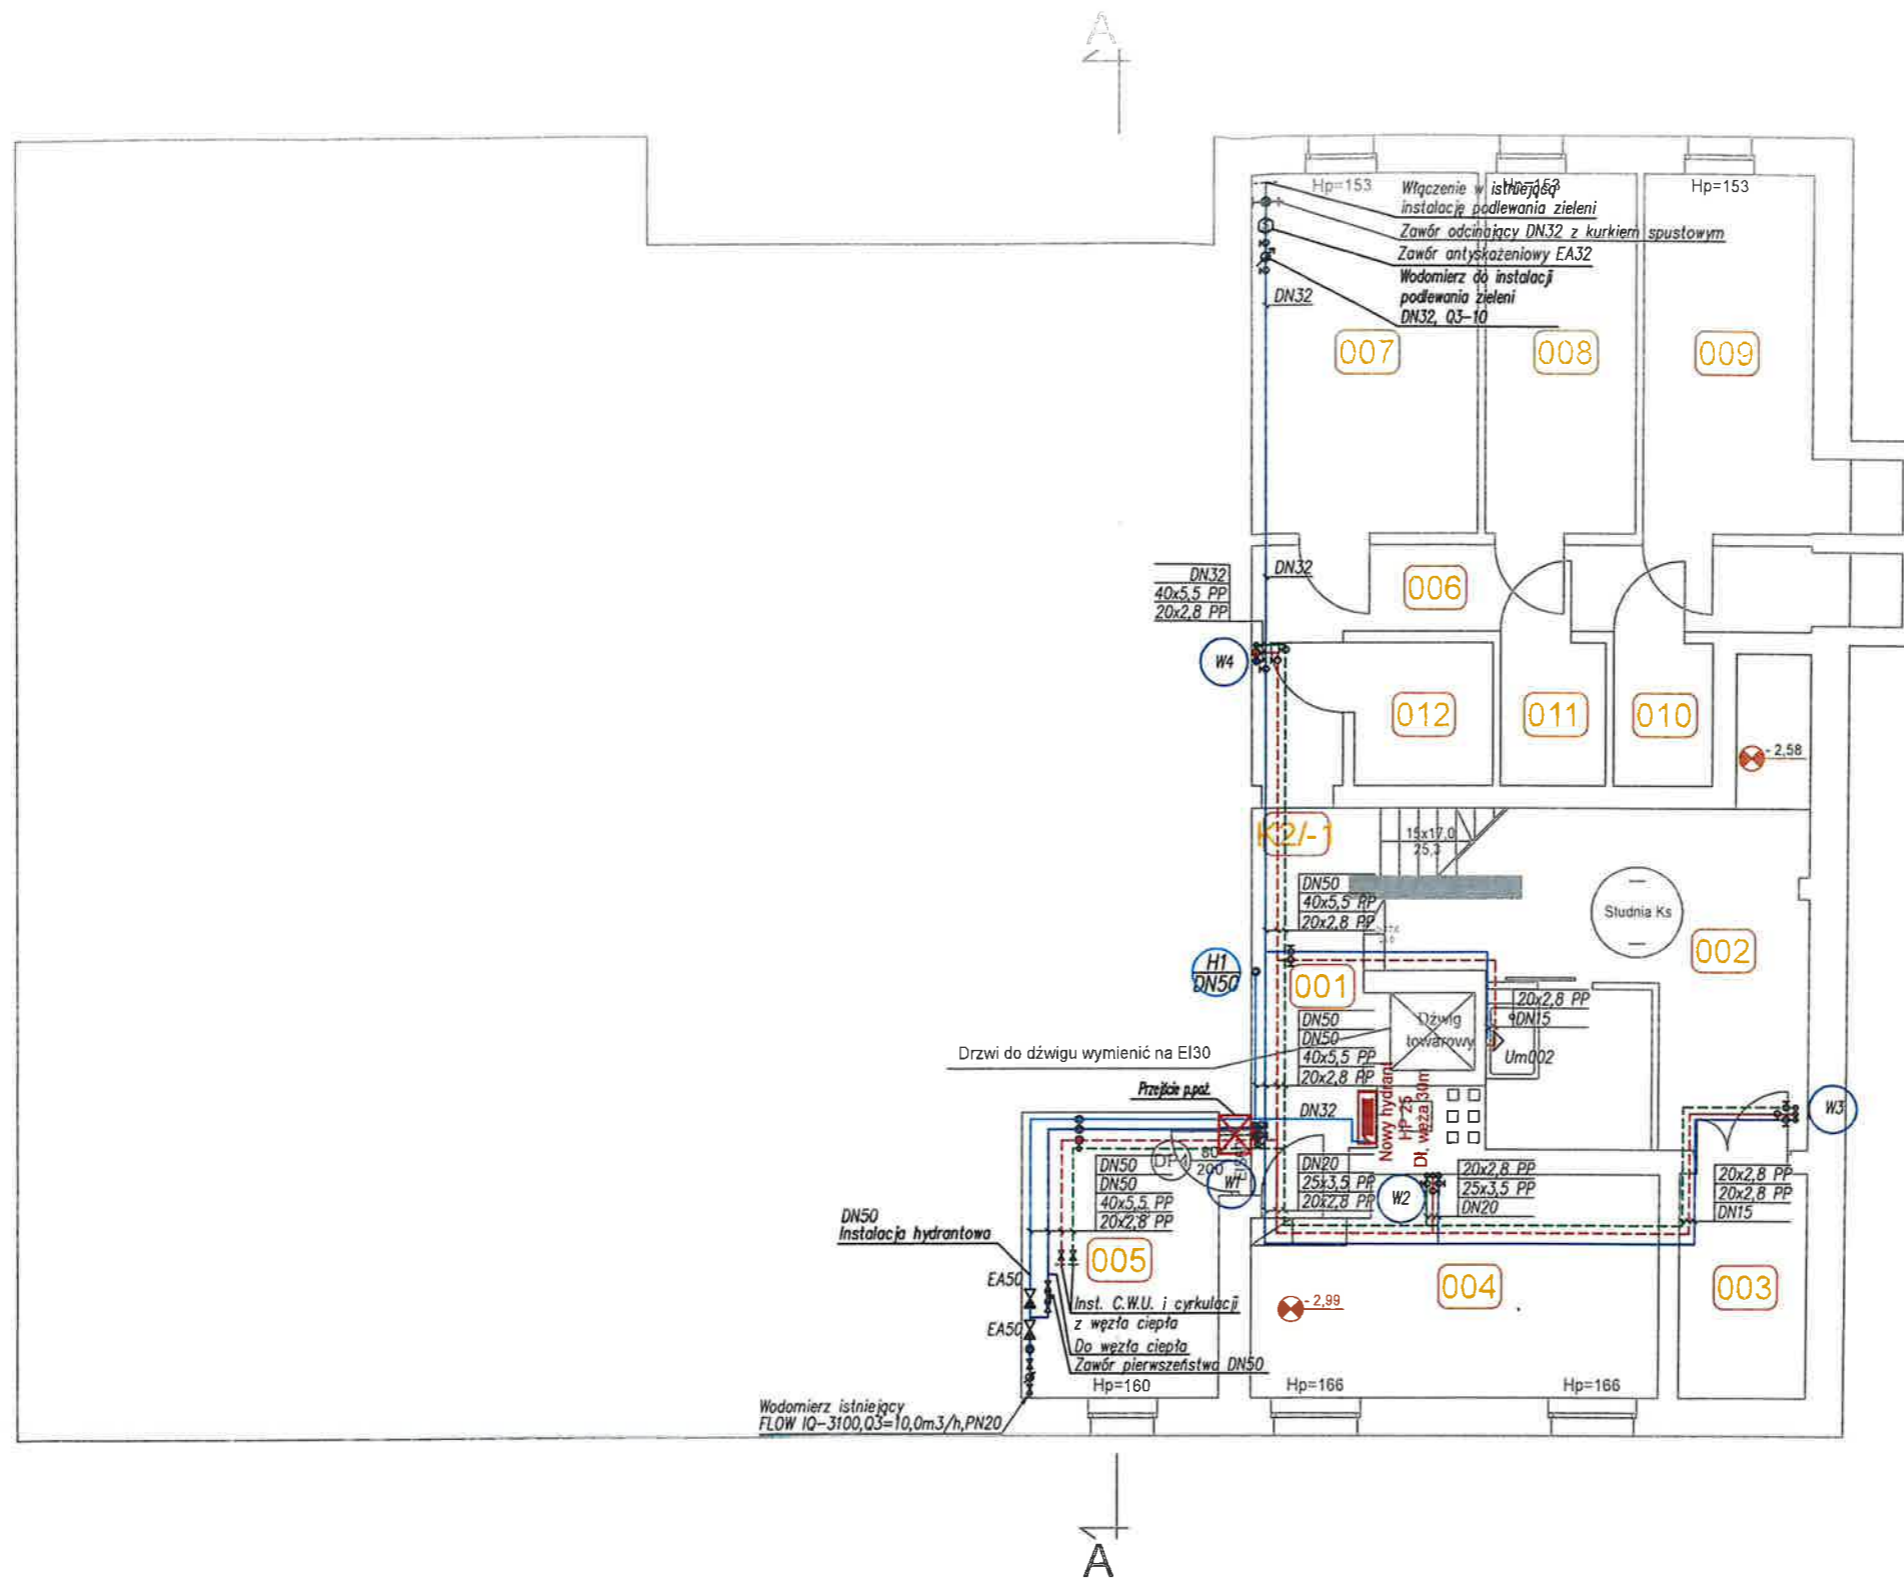 A
Hp=153
Hp=153
Hp=153
Włączenie w istniejącą
instalację podlewania zieleni
Zawór odcinający DN32 z kurkiem spustowym
Zawór antyskażeniowy EA32
Wodomierz do instalacji
podlewania zieleni
DN32, Q3-10
DN32
007
008
009
DN32
DN32
40x5,5 PP
20x2,8 PP
006
W4
012
011
010
- 2,58
K2/-1
15x17,0
25,3
DN50
40x5,5 PP
20x2,8 PP
Studnia Ks
002
H1
DN50
001
20x2,8 PP
DN15
Um002
DN50
DN50
40x5,5 PP
20x2,8 PP
Dźwig
towarowy
Drzwi do dźwigu wymienić na EI30
Przejście p.poż.
DN32
Nowy hydrant
HP 25
Dł. węża 30m
W3
DP1
80
200
W1
DN50
DN50
40x5,5 PP
20x2,8 PP
DN20
25x3,5 PP
20x2,8 PP
W2
20x2,8 PP
25x3,5 PP
DN20
20x2,8 PP
20x2,8 PP
DN15
DN50
Instalacja hydrantowa
005
004
003
EA50
EA50
- 2,99
Inst. C.W.U. i cyrkulacji
z węzła ciepła
Do węzła ciepła
Zawór pierwszeństwa DN50
Hp=160
Hp=166
Hp=166
Wodomierz istniejący
FLOW IQ-3100,Q3=10,0m3/h,PN20
A